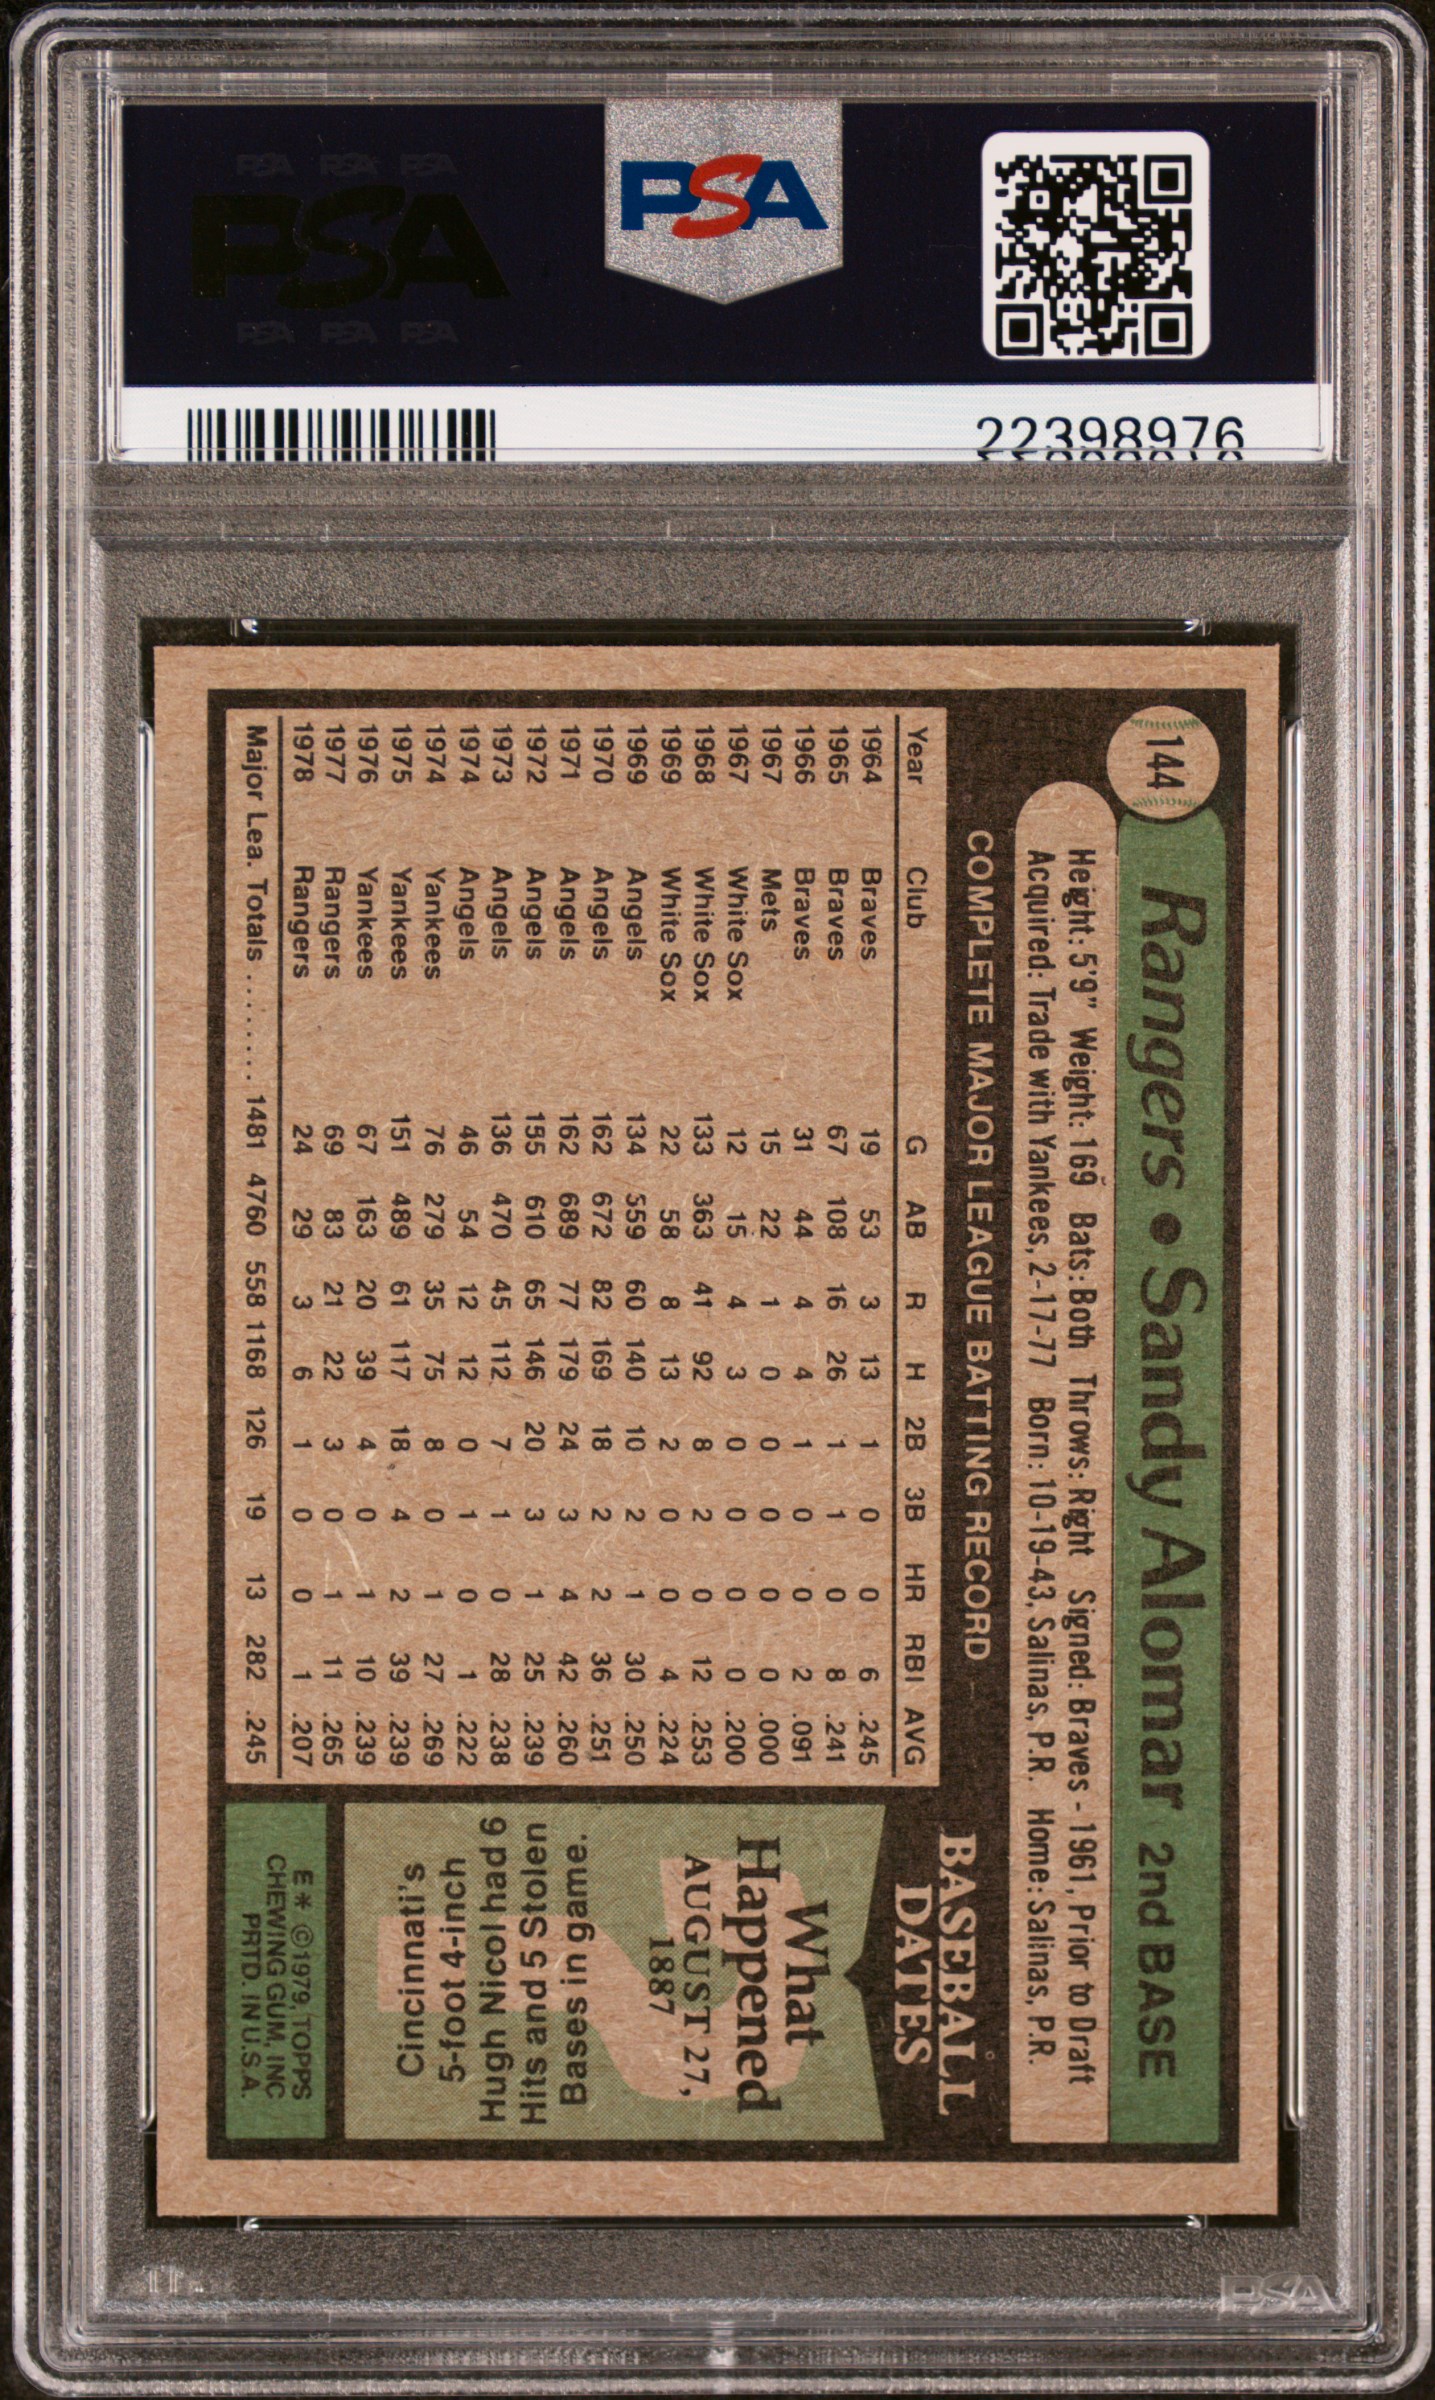 PSA PSA PSA
PSA
PSA PSA PSA
PSA
22398976
144
Rangers • Sandy Alomar 2nd BASE
Height: 5'9" Weight: 169 Bats: Both Throws: Right Signed: Braves - 1961, Prior to Draft
Acquired: Trade with Yankees, 2-17-77 Born: 10-19-43, Salinas, P.R. Home: Salinas, P.R.
COMPLETE MAJOR LEAGUE BATTING RECORD
Year Club G AB R H 2B 3B HR RBI AVG
1964 Braves 19 53 3 13 1 0 0 6 .245
1965 Braves 67 108 16 26 1 1 0 8 .241
1966 Braves 31 44 4 4 1 0 0 2 .091
1967 Mets 15 22 1 0 0 0 0 0 .000
1967 White Sox 12 15 4 3 0 0 0 0 .200
1968 White Sox 133 363 41 92 8 2 0 12 .253
1969 White Sox 22 58 8 13 2 0 0 4 .224
1969 Angels 134 559 60 140 10 2 1 30 .250
1970 Angels 162 672 82 169 18 2 2 36 .251
1971 Angels 162 689 77 179 24 3 4 42 .260
1972 Angels 155 610 65 146 20 3 1 25 .239
1973 Angels 136 470 45 112 7 1 0 28 .238
1974 Angels 46 54 12 12 0 1 0 1 .222
1974 Yankees 76 279 35 75 8 0 1 27 .269
1975 Yankees 151 489 61 117 18 4 2 39 .239
1976 Yankees 67 163 20 39 4 0 1 10 .239
1977 Rangers 69 83 21 22 3 0 1 11 .265
1978 Rangers 24 29 3 6 1 0 0 1 .207
Major Lea. Totals ........ 1481 4760 558 1168 126 19 13 282 .245
BASEBALL
DATES
What
Happened
AUGUST 27,
1887
Cincinnati's
5-foot 4-inch
Hugh Nicol had 6
Hits and 5 Stolen
Bases in game.
E * ©1979, TOPPS
CHEWING GUM, INC
PRTD. IN U.S.A.
PSA